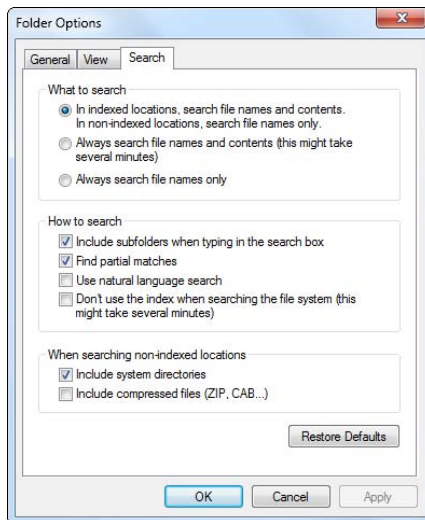 Folder Options
General View Search
What to search
In indexed locations, search file names and contents.
In non-indexed locations, search file names only.
Always search file names and contents (this might take
several minutes)
Always search file names only
How to search
Include subfolders when typing in the search box
Find partial matches
Use natural language search
Don't use the index when searching the file system (this
might take several minutes)
When searching non-indexed locations
Include system directories
Include compressed files (ZIP, CAB...)
Restore Defaults
OK Cancel Apply